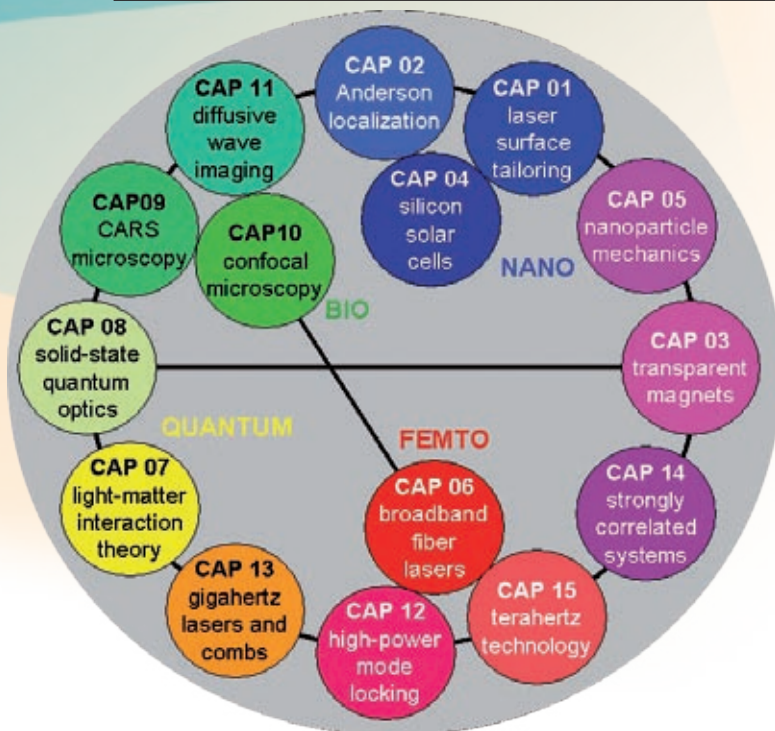 CAP 02
Anderson
localization
CAP 01
laser
surface
tailoring
CAP 11
diffusive
wave
imaging
CAP 04
silicon
solar
cells
CAP 05
nanoparticle
mechanics
CAP09
CARS
microscopy
CAP10
confocal
microscopy
NANO
BIO
CAP 08
solid-state
quantum
optics
CAP 03
transparent
magnets
QUANTUM
FEMTO
CAP 07
light-matter
interaction
theory
CAP 06
broadband
fiber
lasers
CAP 14
strongly
correlated
systems
CAP 13
gigahertz
lasers and
combs
CAP 12
high-power
mode
locking
CAP 15
terahertz
technology